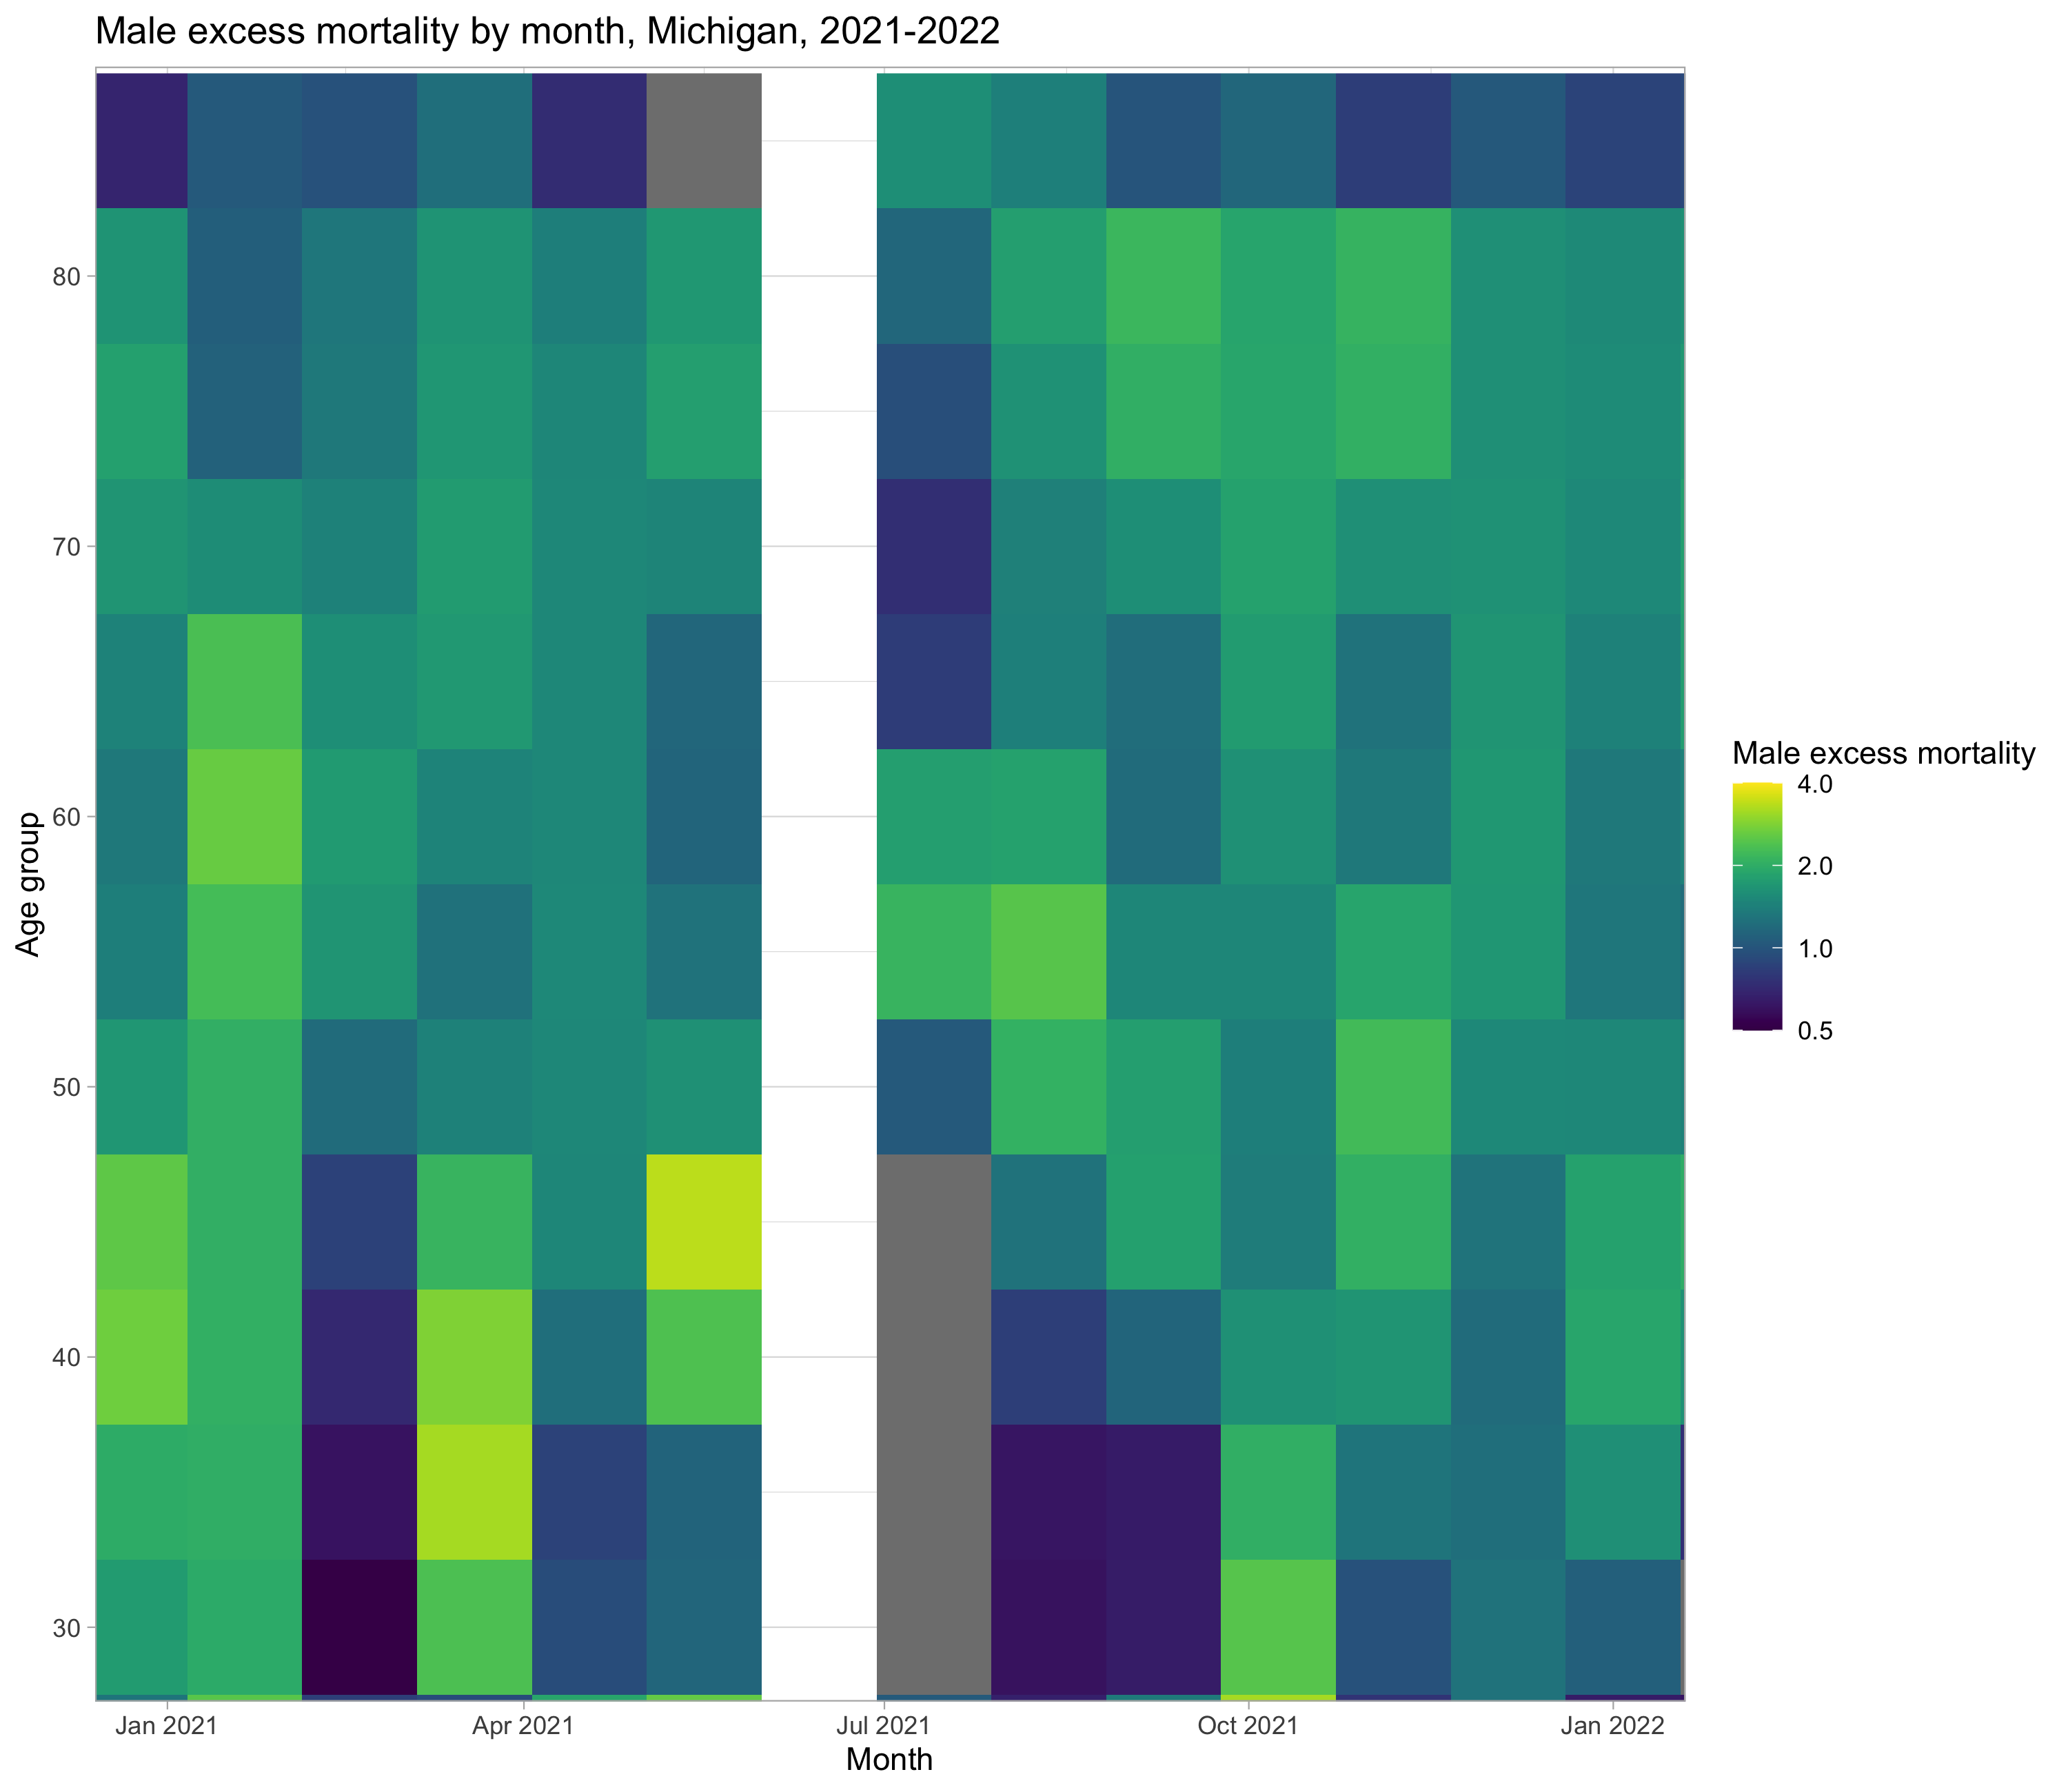 Male excess mortality by month, Michigan, 2021-2022
80
70
60
50
40
30
Age group
Jan 2021
Apr 2021
Jul 2021
Oct 2021
Jan 2022
Month
Male excess mortality
4.0
2.0
1.0
0.5